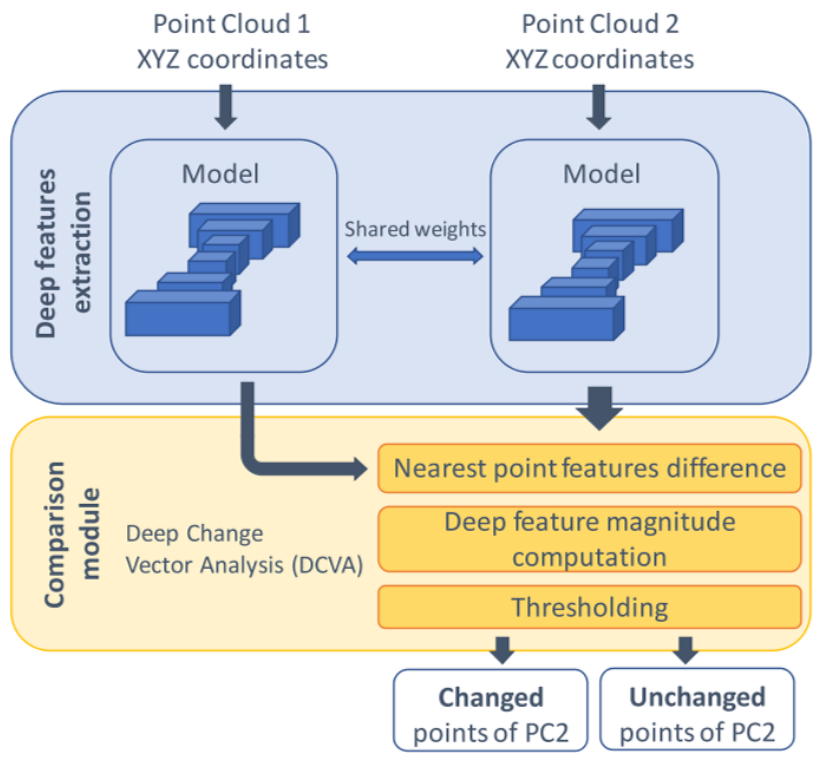 Point Cloud 1
XYZ coordinates
Point Cloud 2
XYZ coordinates
Deep features
extraction
Model
Shared weights
Model
Comparison
module
Deep Change
Vector Analysis (DCVA)
Nearest point features difference
Deep feature magnitude
computation
Thresholding
Changed
points of PC2
Unchanged
points of PC2